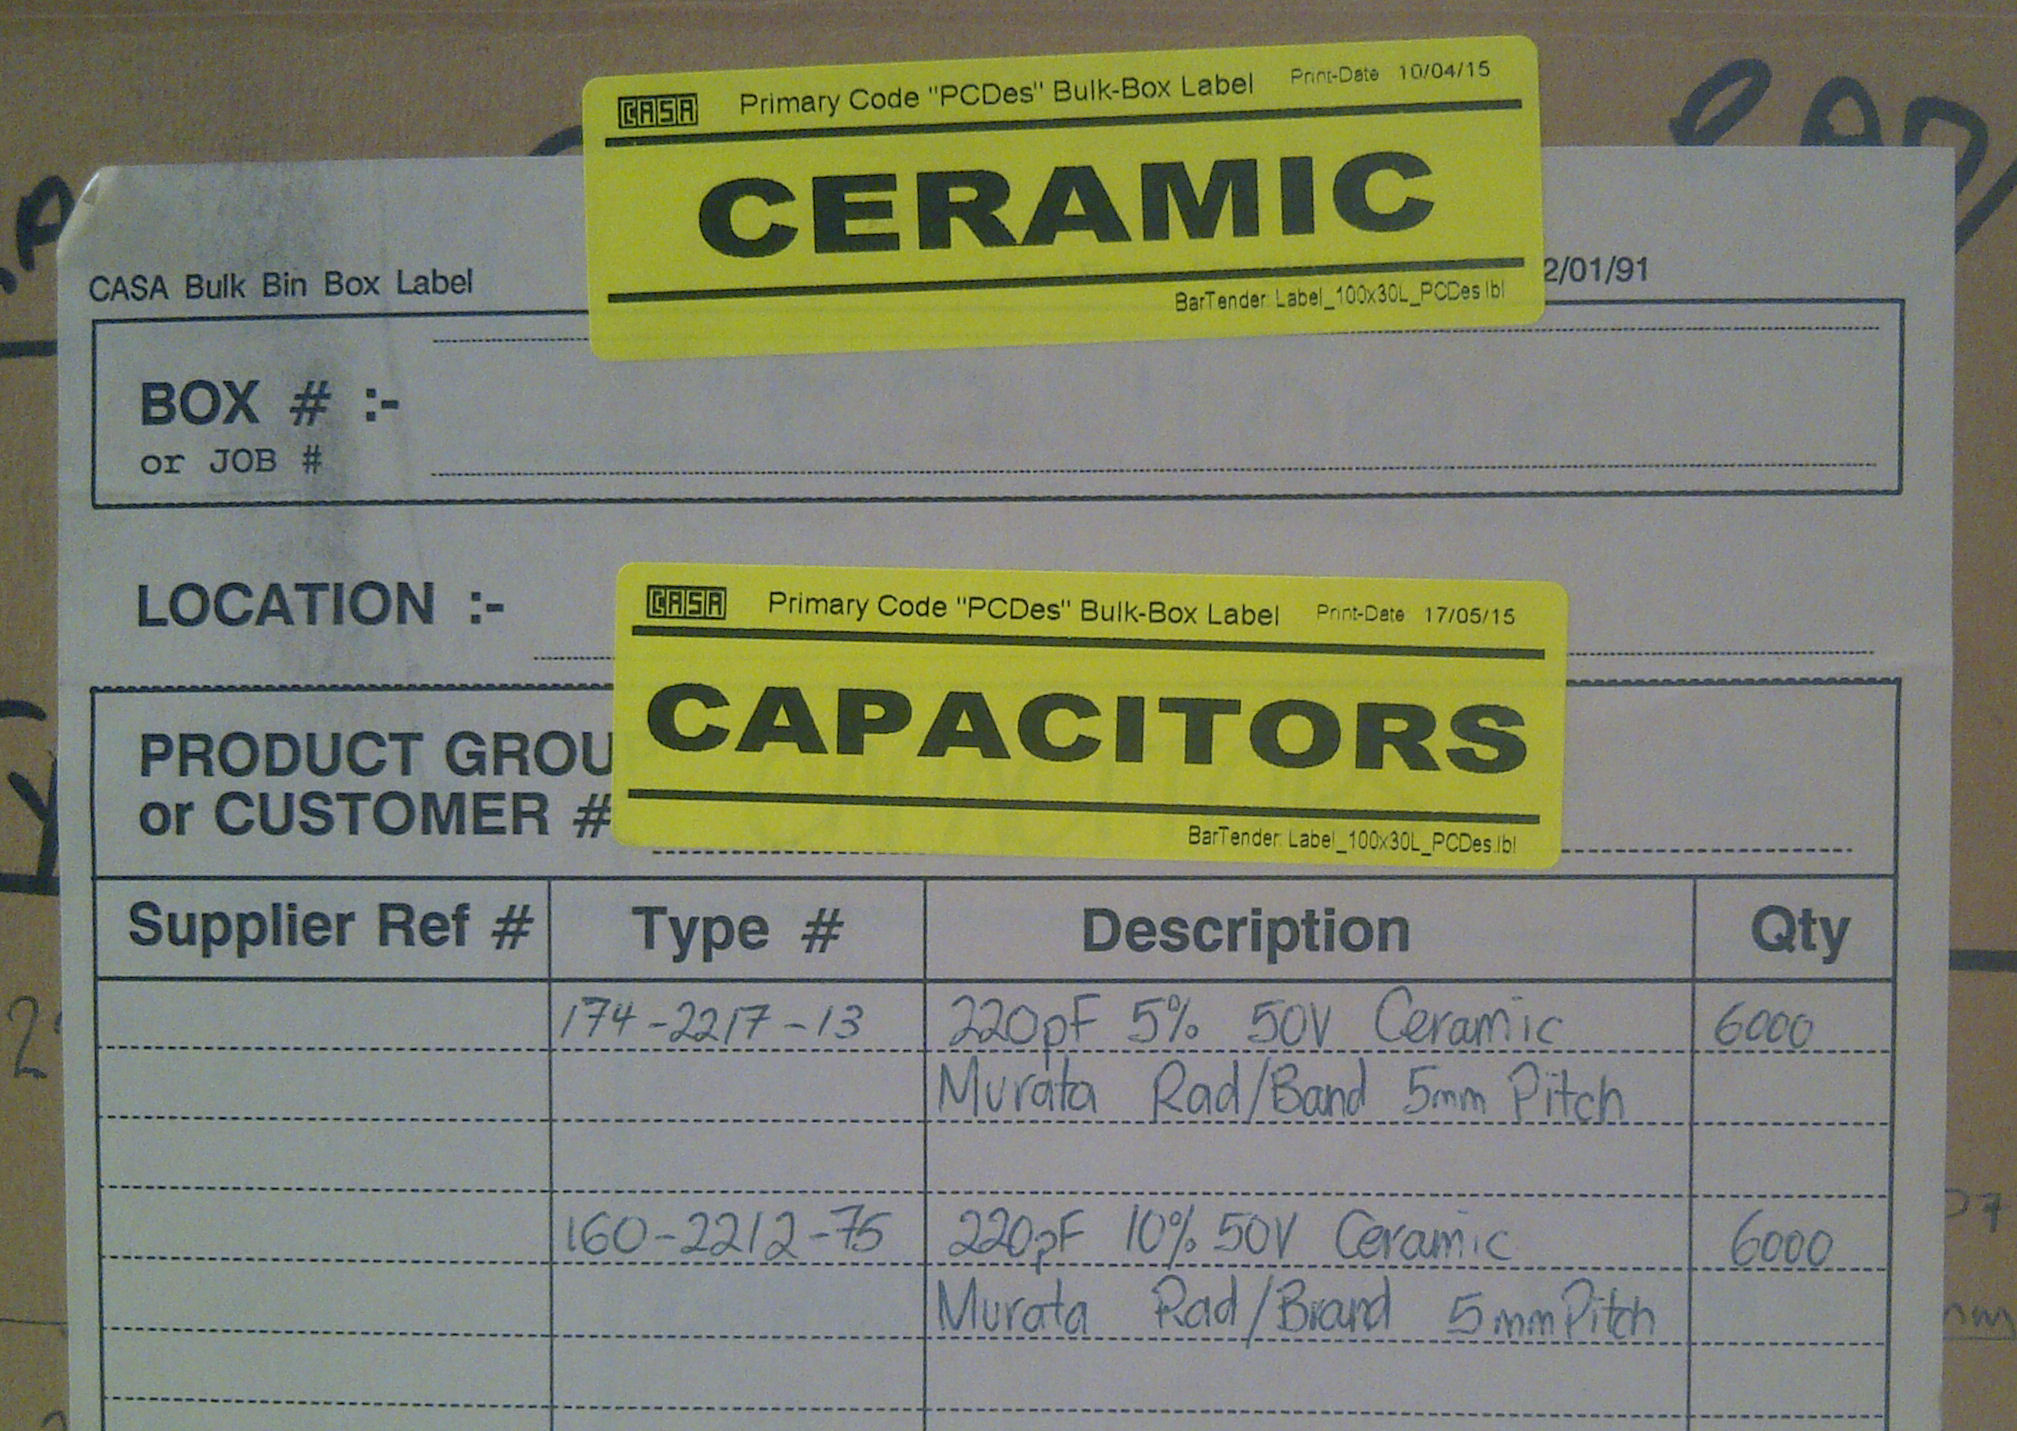 CASA Primary Code "PCDes" Bulk-Box Label Print-Date 10/04/15
CERAMIC
BarTender: Label_100x30L_PCDes.lbl
CASA Bulk Bin Box Label 2/01/91
BOX # :-
or JOB #
LOCATION :-
CASA Primary Code "PCDes" Bulk-Box Label Print-Date 17/05/15
CAPACITORS
BarTender: Label_100x30L_PCDes.lbl
PRODUCT GROU
or CUSTOMER #
Supplier Ref # Type # Description Qty
174-2217-13 220pF 5% 50V Ceramic 6000
Murata Rad/Band 5mm Pitch
160-2212-75 220pF 10% 50V Ceramic 6000
Murata Rad/Brand 5mm Pitch